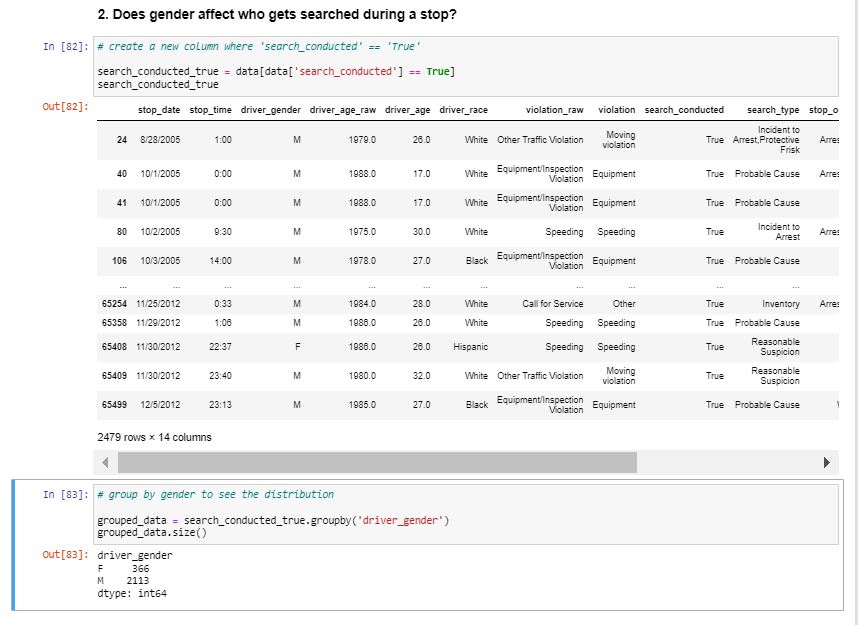 2. Does gender affect who gets searched during a stop?
In [82]: # create a new column where 'search_conducted' == 'True'
search_conducted_true = data[data['search_conducted'] == True]
search_conducted_true
Out[82]:
stop_date stop_time driver_gender driver_age_raw driver_age driver_race violation_raw violation search_conducted search_type stop_o
24 8/28/2005 1:00 M 1979.0 26.0 White Other Traffic Violation Moving violation True Incident to Arrest,Protective Frisk Arres
40 10/1/2005 0:00 M 1988.0 17.0 White Equipment/Inspection Violation Equipment True Probable Cause Arres
41 10/1/2005 0:00 M 1988.0 17.0 White Equipment/Inspection Violation Equipment True Probable Cause
80 10/2/2005 9:30 M 1975.0 30.0 White Speeding Speeding True Incident to Arrest Arres
106 10/3/2005 14:00 M 1978.0 27.0 Black Equipment/Inspection Violation Equipment True Probable Cause
... ... ... ... ... ... ... ... ... ... ...
65254 11/25/2012 0:33 M 1984.0 28.0 White Call for Service Other True Inventory Arres
65358 11/29/2012 1:06 M 1986.0 26.0 White Speeding Speeding True Probable Cause
65408 11/30/2012 22:37 F 1986.0 26.0 Hispanic Speeding Speeding True Reasonable Suspicion
65409 11/30/2012 23:40 M 1980.0 32.0 White Other Traffic Violation Moving violation True Reasonable Suspicion
65499 12/5/2012 23:13 M 1985.0 27.0 Black Equipment/Inspection Violation Equipment True Probable Cause
2479 rows × 14 columns
In [83]: # group by gender to see the distribution
grouped_data = search_conducted_true.groupby('driver_gender')
grouped_data.size()
Out[83]: driver_gender
F 366
M 2113
dtype: int64